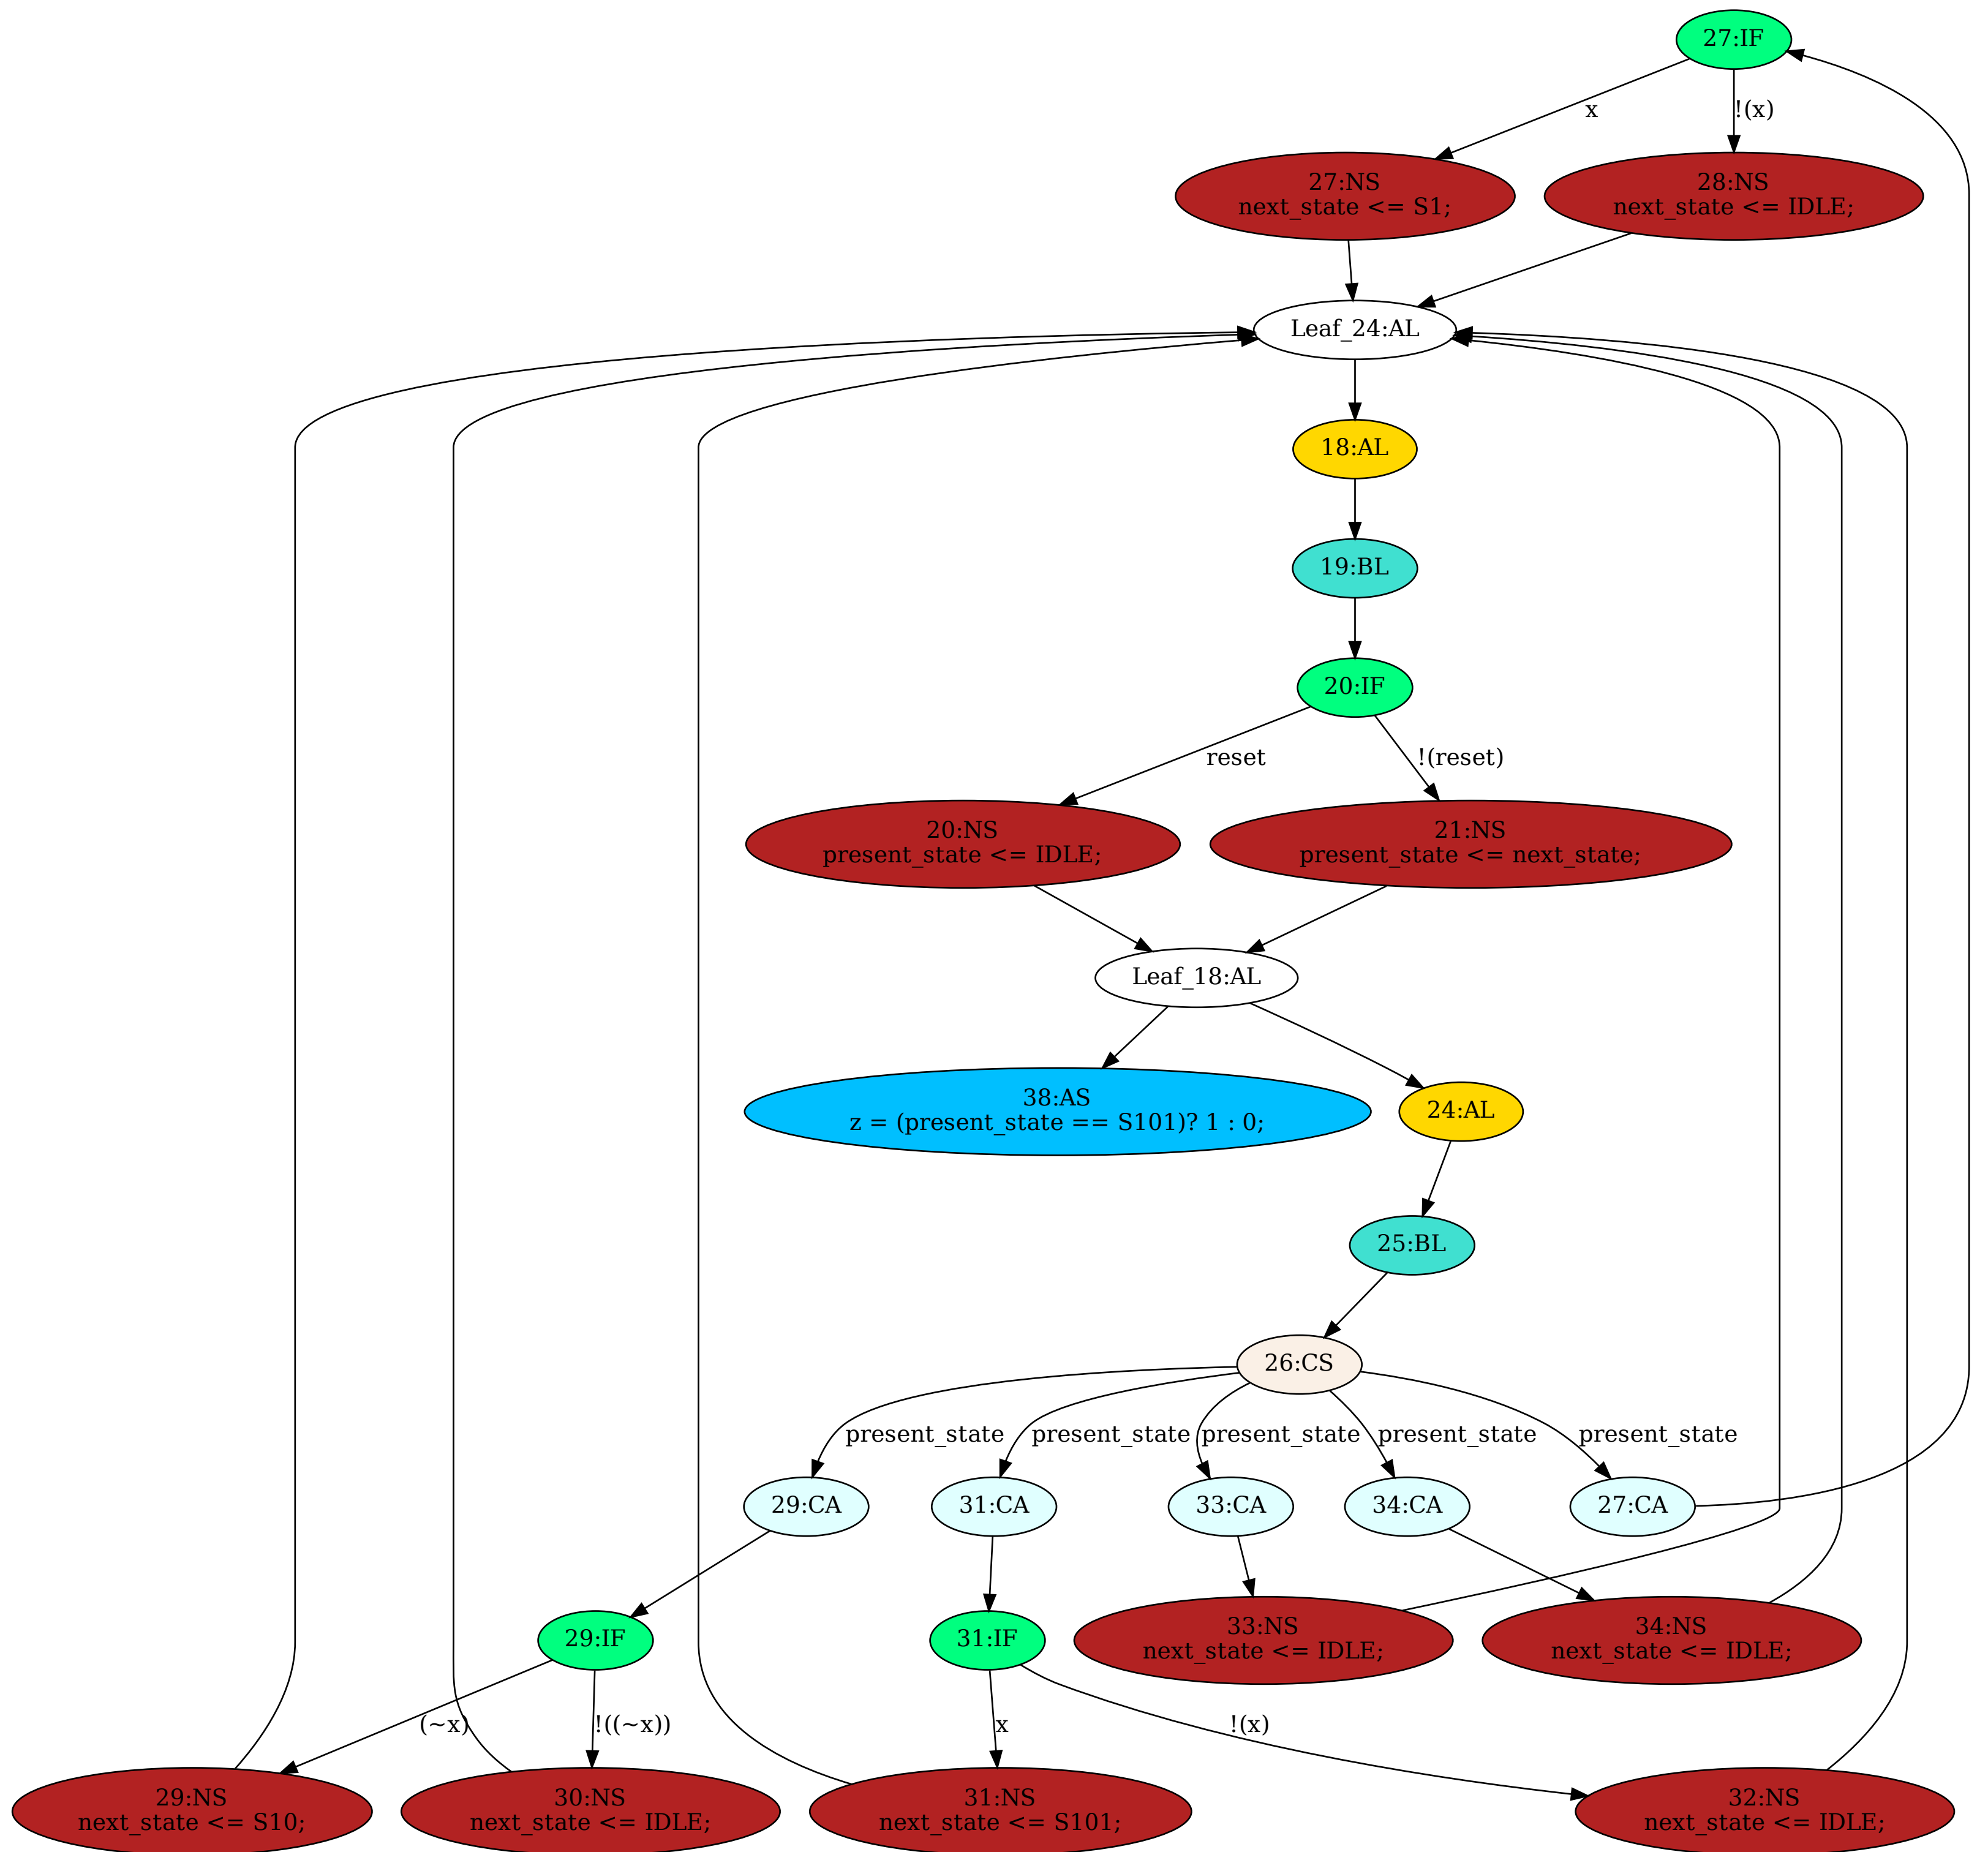 27:IF
x
!(x)
27:NS
next_state <= S1;
28:NS
next_state <= IDLE;
Leaf_24:AL
18:AL
19:BL
20:IF
reset
!(reset)
20:NS
present_state <= IDLE;
21:NS
present_state <= next_state;
Leaf_18:AL
38:AS
z = (present_state == S101)? 1 : 0;
24:AL
25:BL
26:CS
present_state
present_state
present_state
present_state
present_state
29:CA
31:CA
33:CA
34:CA
27:CA
29:IF
31:IF
33:NS
next_state <= IDLE;
34:NS
next_state <= IDLE;
(~x)
!((~x))
x
!(x)
29:NS
next_state <= S10;
30:NS
next_state <= IDLE;
31:NS
next_state <= S101;
32:NS
next_state <= IDLE;